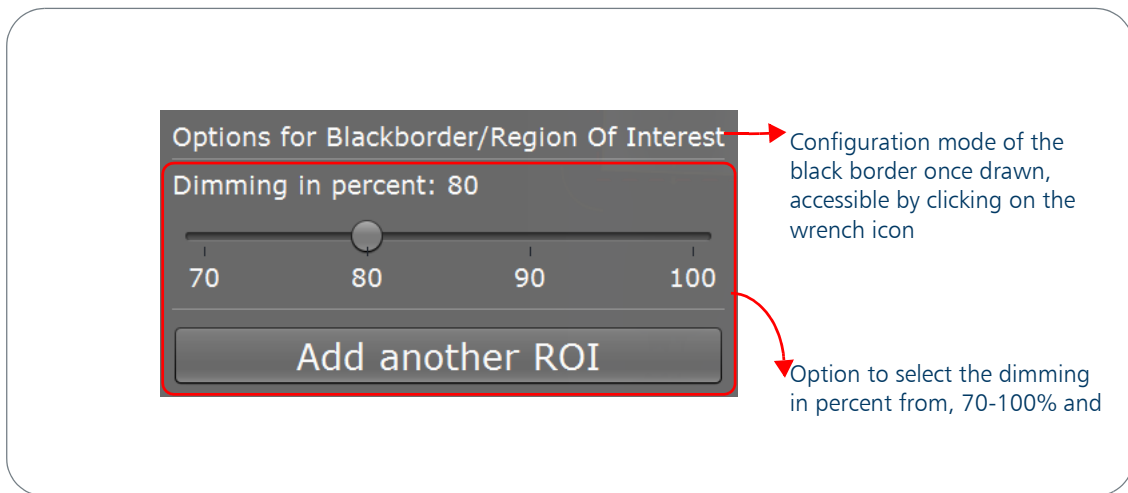 Options for Blackborder/Region Of Interest
Configuration mode of the
black border once drawn,
accessible by clicking on the
wrench icon
Dimming in percent: 80
70 80 90 100
Add another ROI
Option to select the dimming
in percent from, 70-100% and